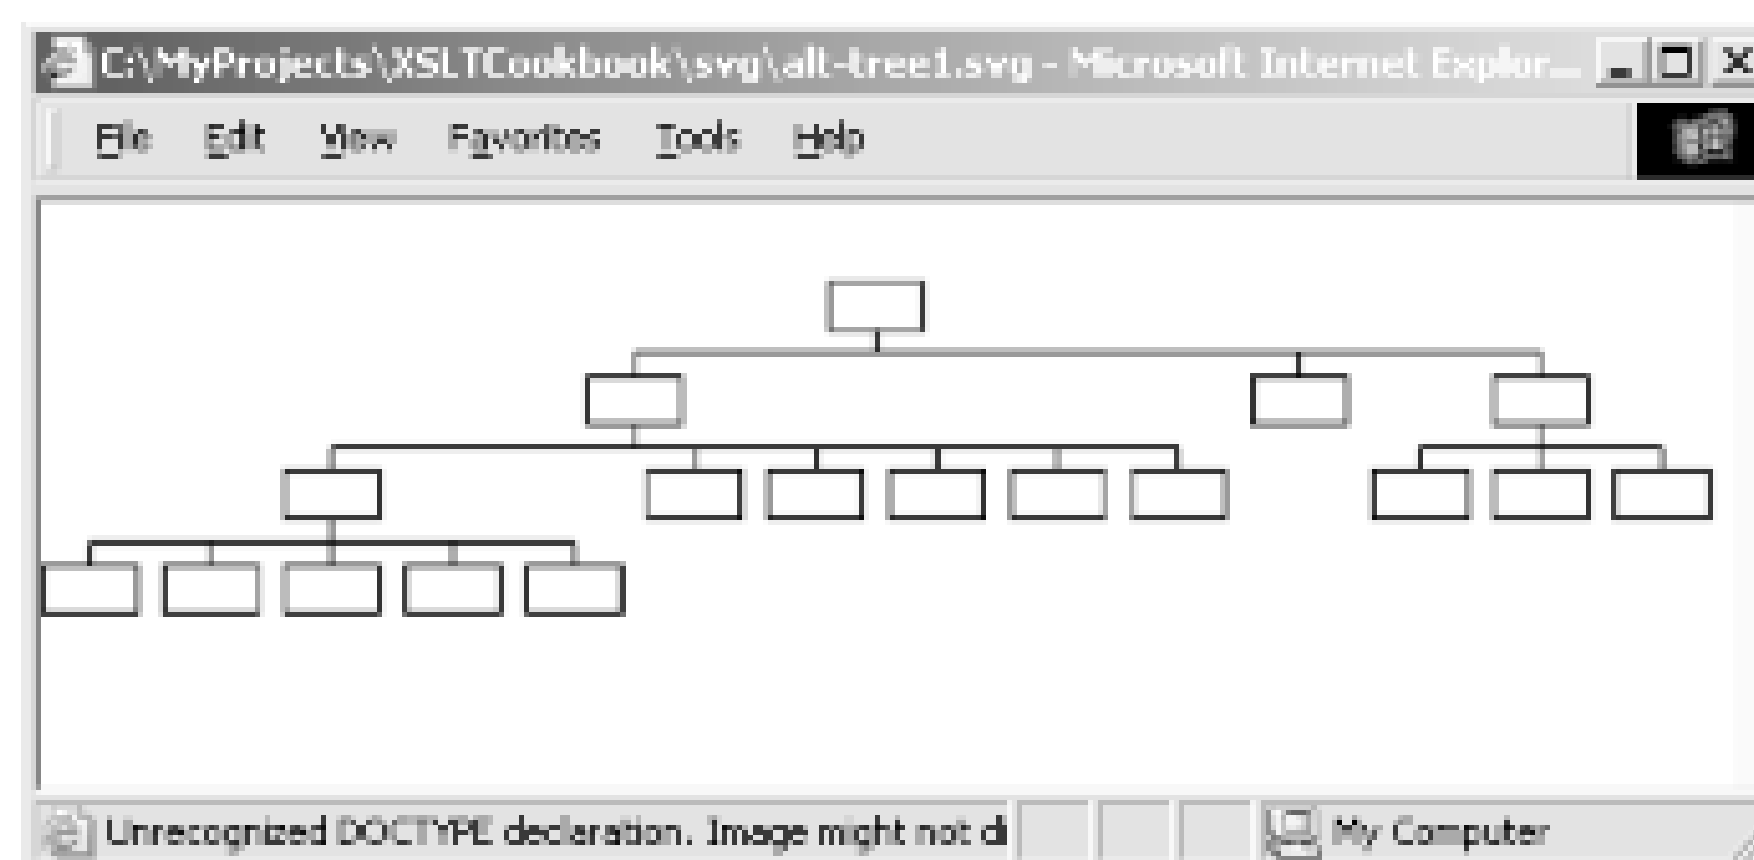 C:\MyProjects\XSLTCookbook\svg\alt-tree1.svg - Microsoft Internet Explor...
File Edit View Favorites Tools Help
Unrecognized DOCTYPE declaration. Image might not di
My Computer